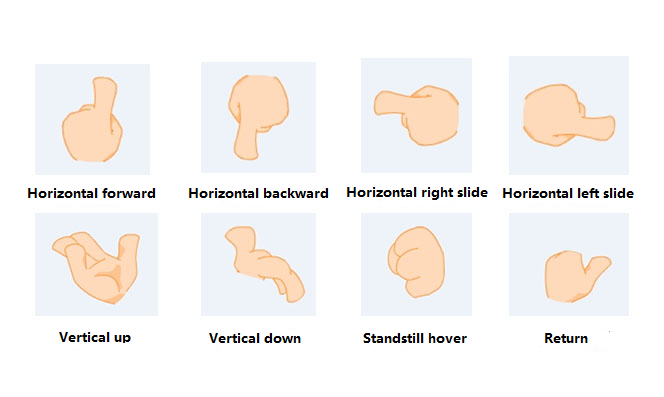 Horizontal forward
Horizontal backward
Horizontal right slide
Horizontal left slide
Vertical up
Vertical down
Standstill hover
Return